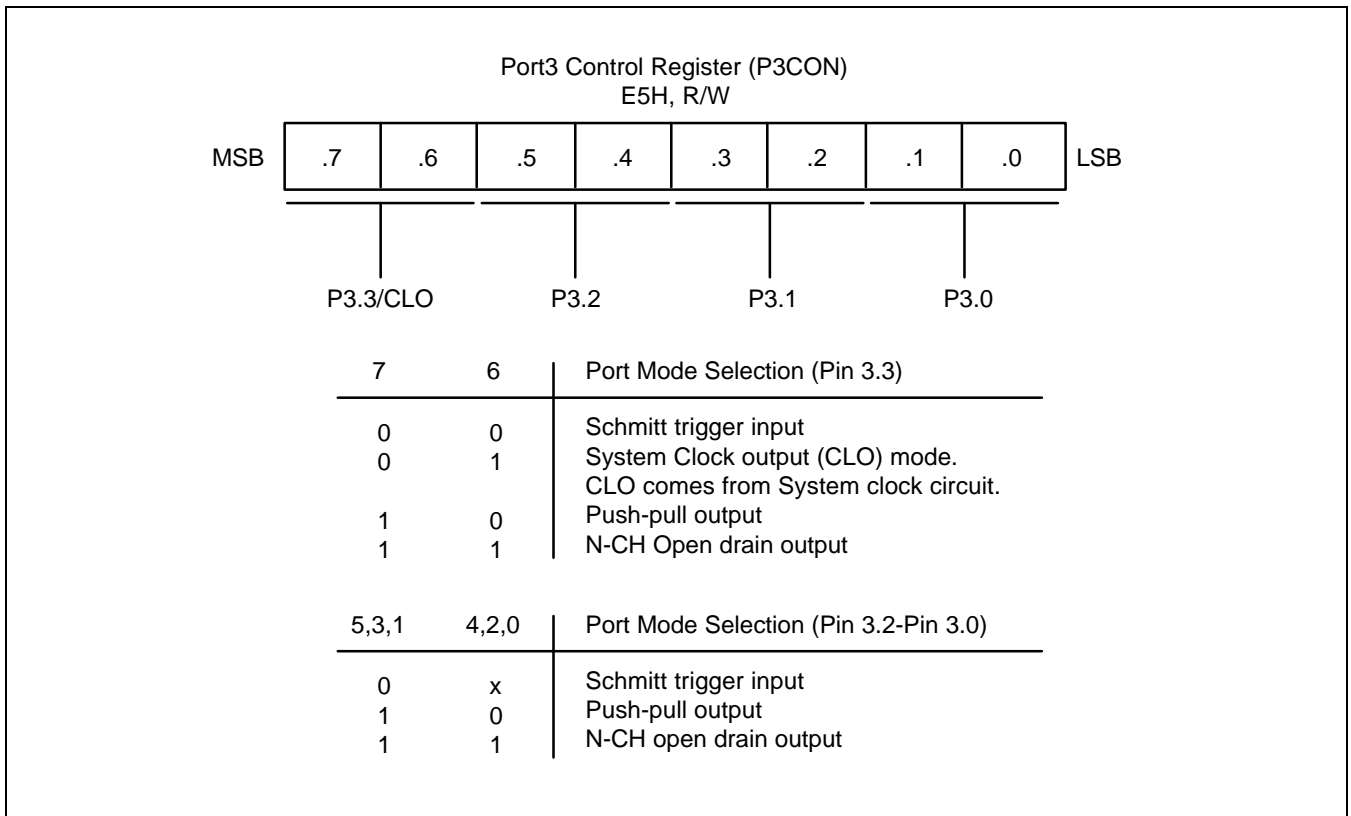 Port3 Control Register (P3CON)
E5H, R/W
MSB .7 .6 .5 .4 .3 .2 .1 .0 LSB
P3.3/CLO P3.2 P3.1 P3.0
7 6 Port Mode Selection (Pin 3.3)
0 0 Schmitt trigger input
0 1 System Clock output (CLO) mode.
CLO comes from System clock circuit.
1 0 Push-pull output
1 1 N-CH Open drain output
5,3,1 4,2,0 Port Mode Selection (Pin 3.2-Pin 3.0)
0 x Schmitt trigger input
1 0 Push-pull output
1 1 N-CH open drain output